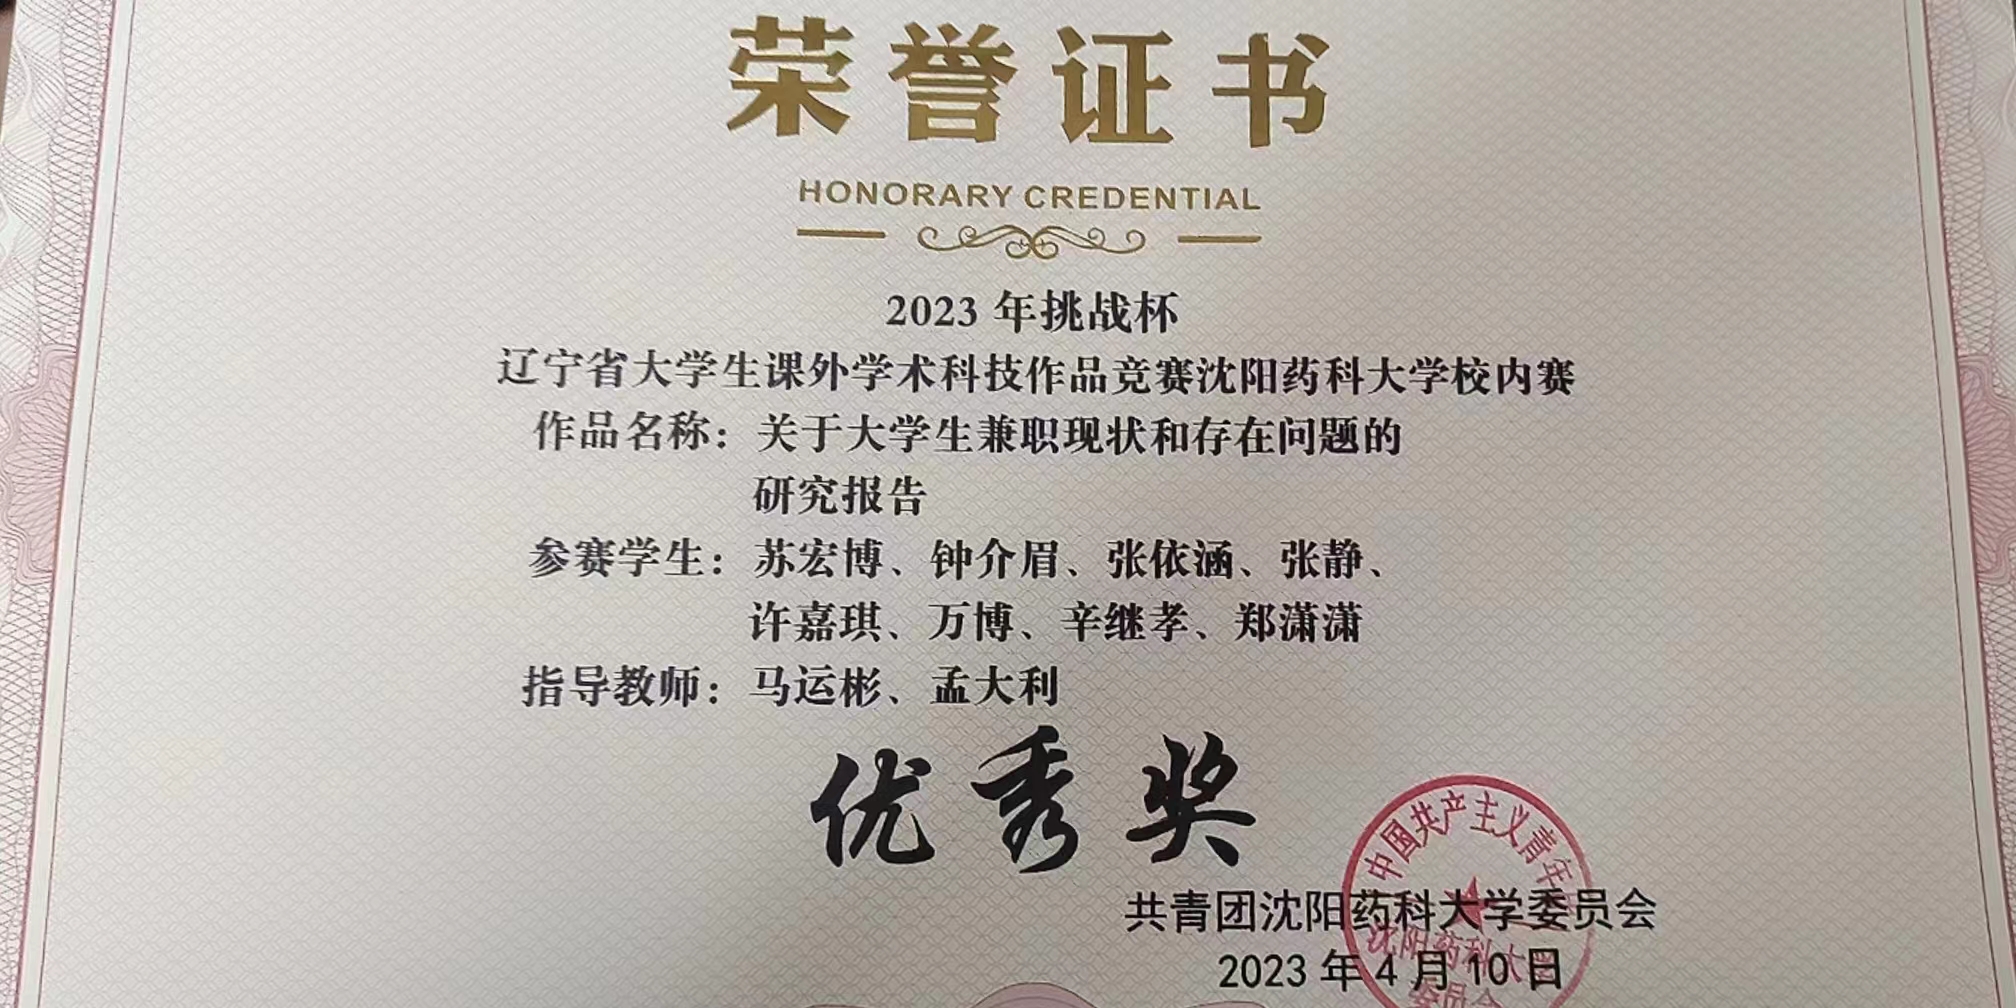 荣誉证书
HONORARY CREDENTIAL
2023 年挑战杯
辽宁省大学生课外学术科技作品竞赛沈阳药科大学校内赛
作品名称：关于大学生兼职现状和存在问题的
研究报告
参赛学生：苏宏博、钟介眉、张依涵、张静、
许嘉琪、万博、辛继孝、郑潇潇
指导教师：马运彬、孟大利
优秀奖
中国共产主义青年
共青团沈阳药科大学委员会
沈阳药科大学
2023 年 4 月 10 日
委员会